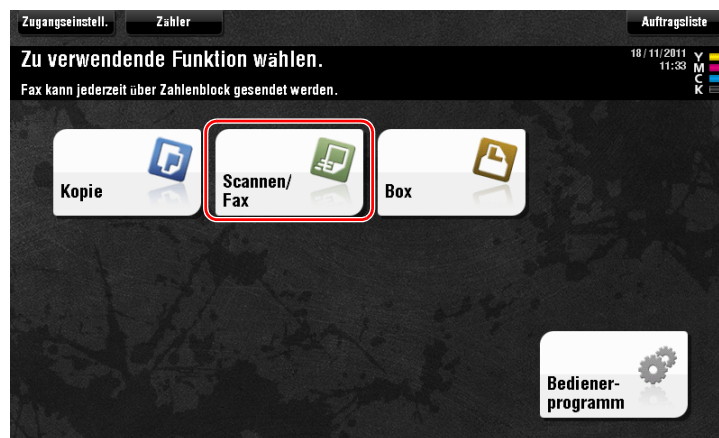 Zugangseinstell. Zähler Auftragsliste
Zu verwendende Funktion wählen.
Fax kann jederzeit über Zahlenblock gesendet werden.
18/11/2011
11:33
Y
M
C
K
Kopie
Scannen/
Fax
Box
Bediener-
programm